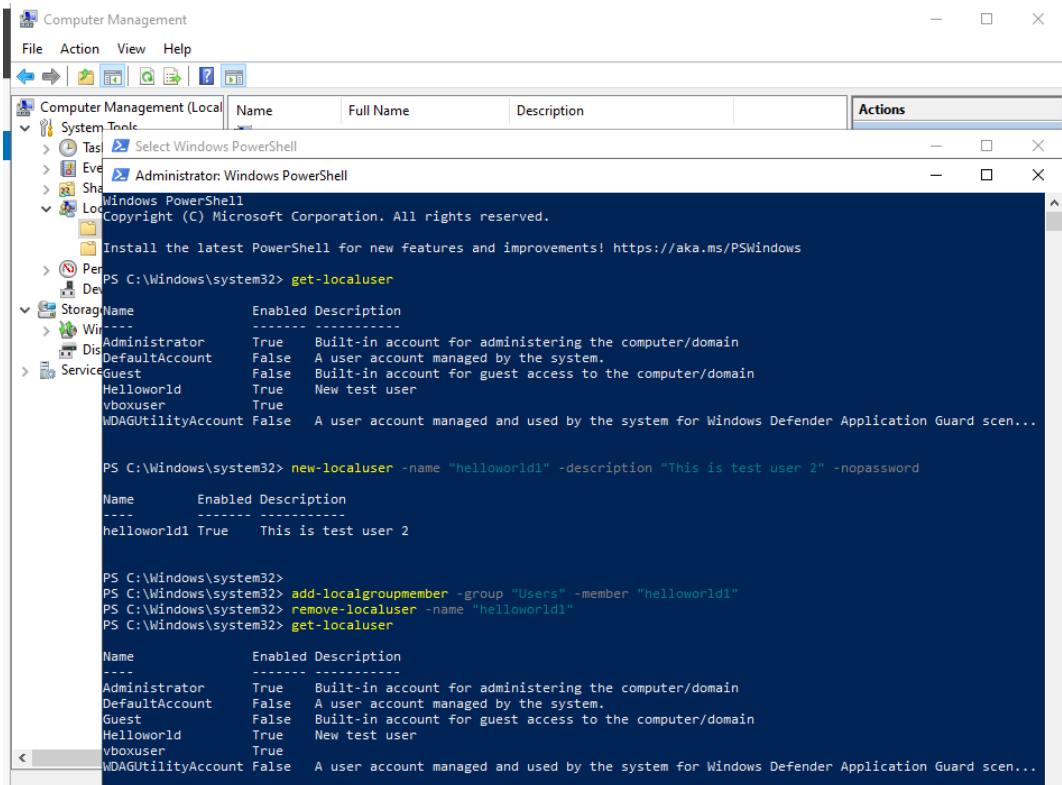 Computer Management
File Action View Help
Computer Management (Local
Name Full Name Description
Actions
System Tools
Tas
Eve
Sha
Loc
Per
Dev
Storag
Wir
Dis
Service
Select Windows PowerShell
Administrator: Windows PowerShell
Windows PowerShell
Copyright (C) Microsoft Corporation. All rights reserved.
Install the latest PowerShell for new features and improvements! https://aka.ms/PSWindows
PS C:\Windows\system32> get-localuser
Name Enabled Description
---- ------- -----------
Administrator True Built-in account for administering the computer/domain
DefaultAccount False A user account managed by the system.
Guest False Built-in account for guest access to the computer/domain
Helloworld True New test user
vboxuser True
WDAGUtilityAccount False A user account managed and used by the system for Windows Defender Application Guard scen...
PS C:\Windows\system32> new-localuser -name "helloworld1" -description "This is test user 2" -nopassword
Name Enabled Description
---- ------- -----------
helloworld1 True This is test user 2
PS C:\Windows\system32>
PS C:\Windows\system32> add-localgroupmember -group "Users" -member "helloworld1"
PS C:\Windows\system32> remove-localuser -name "helloworld1"
PS C:\Windows\system32> get-localuser
Name Enabled Description
---- ------- -----------
Administrator True Built-in account for administering the computer/domain
DefaultAccount False A user account managed by the system.
Guest False Built-in account for guest access to the computer/domain
Helloworld True New test user
vboxuser True
WDAGUtilityAccount False A user account managed and used by the system for Windows Defender Application Guard scen...